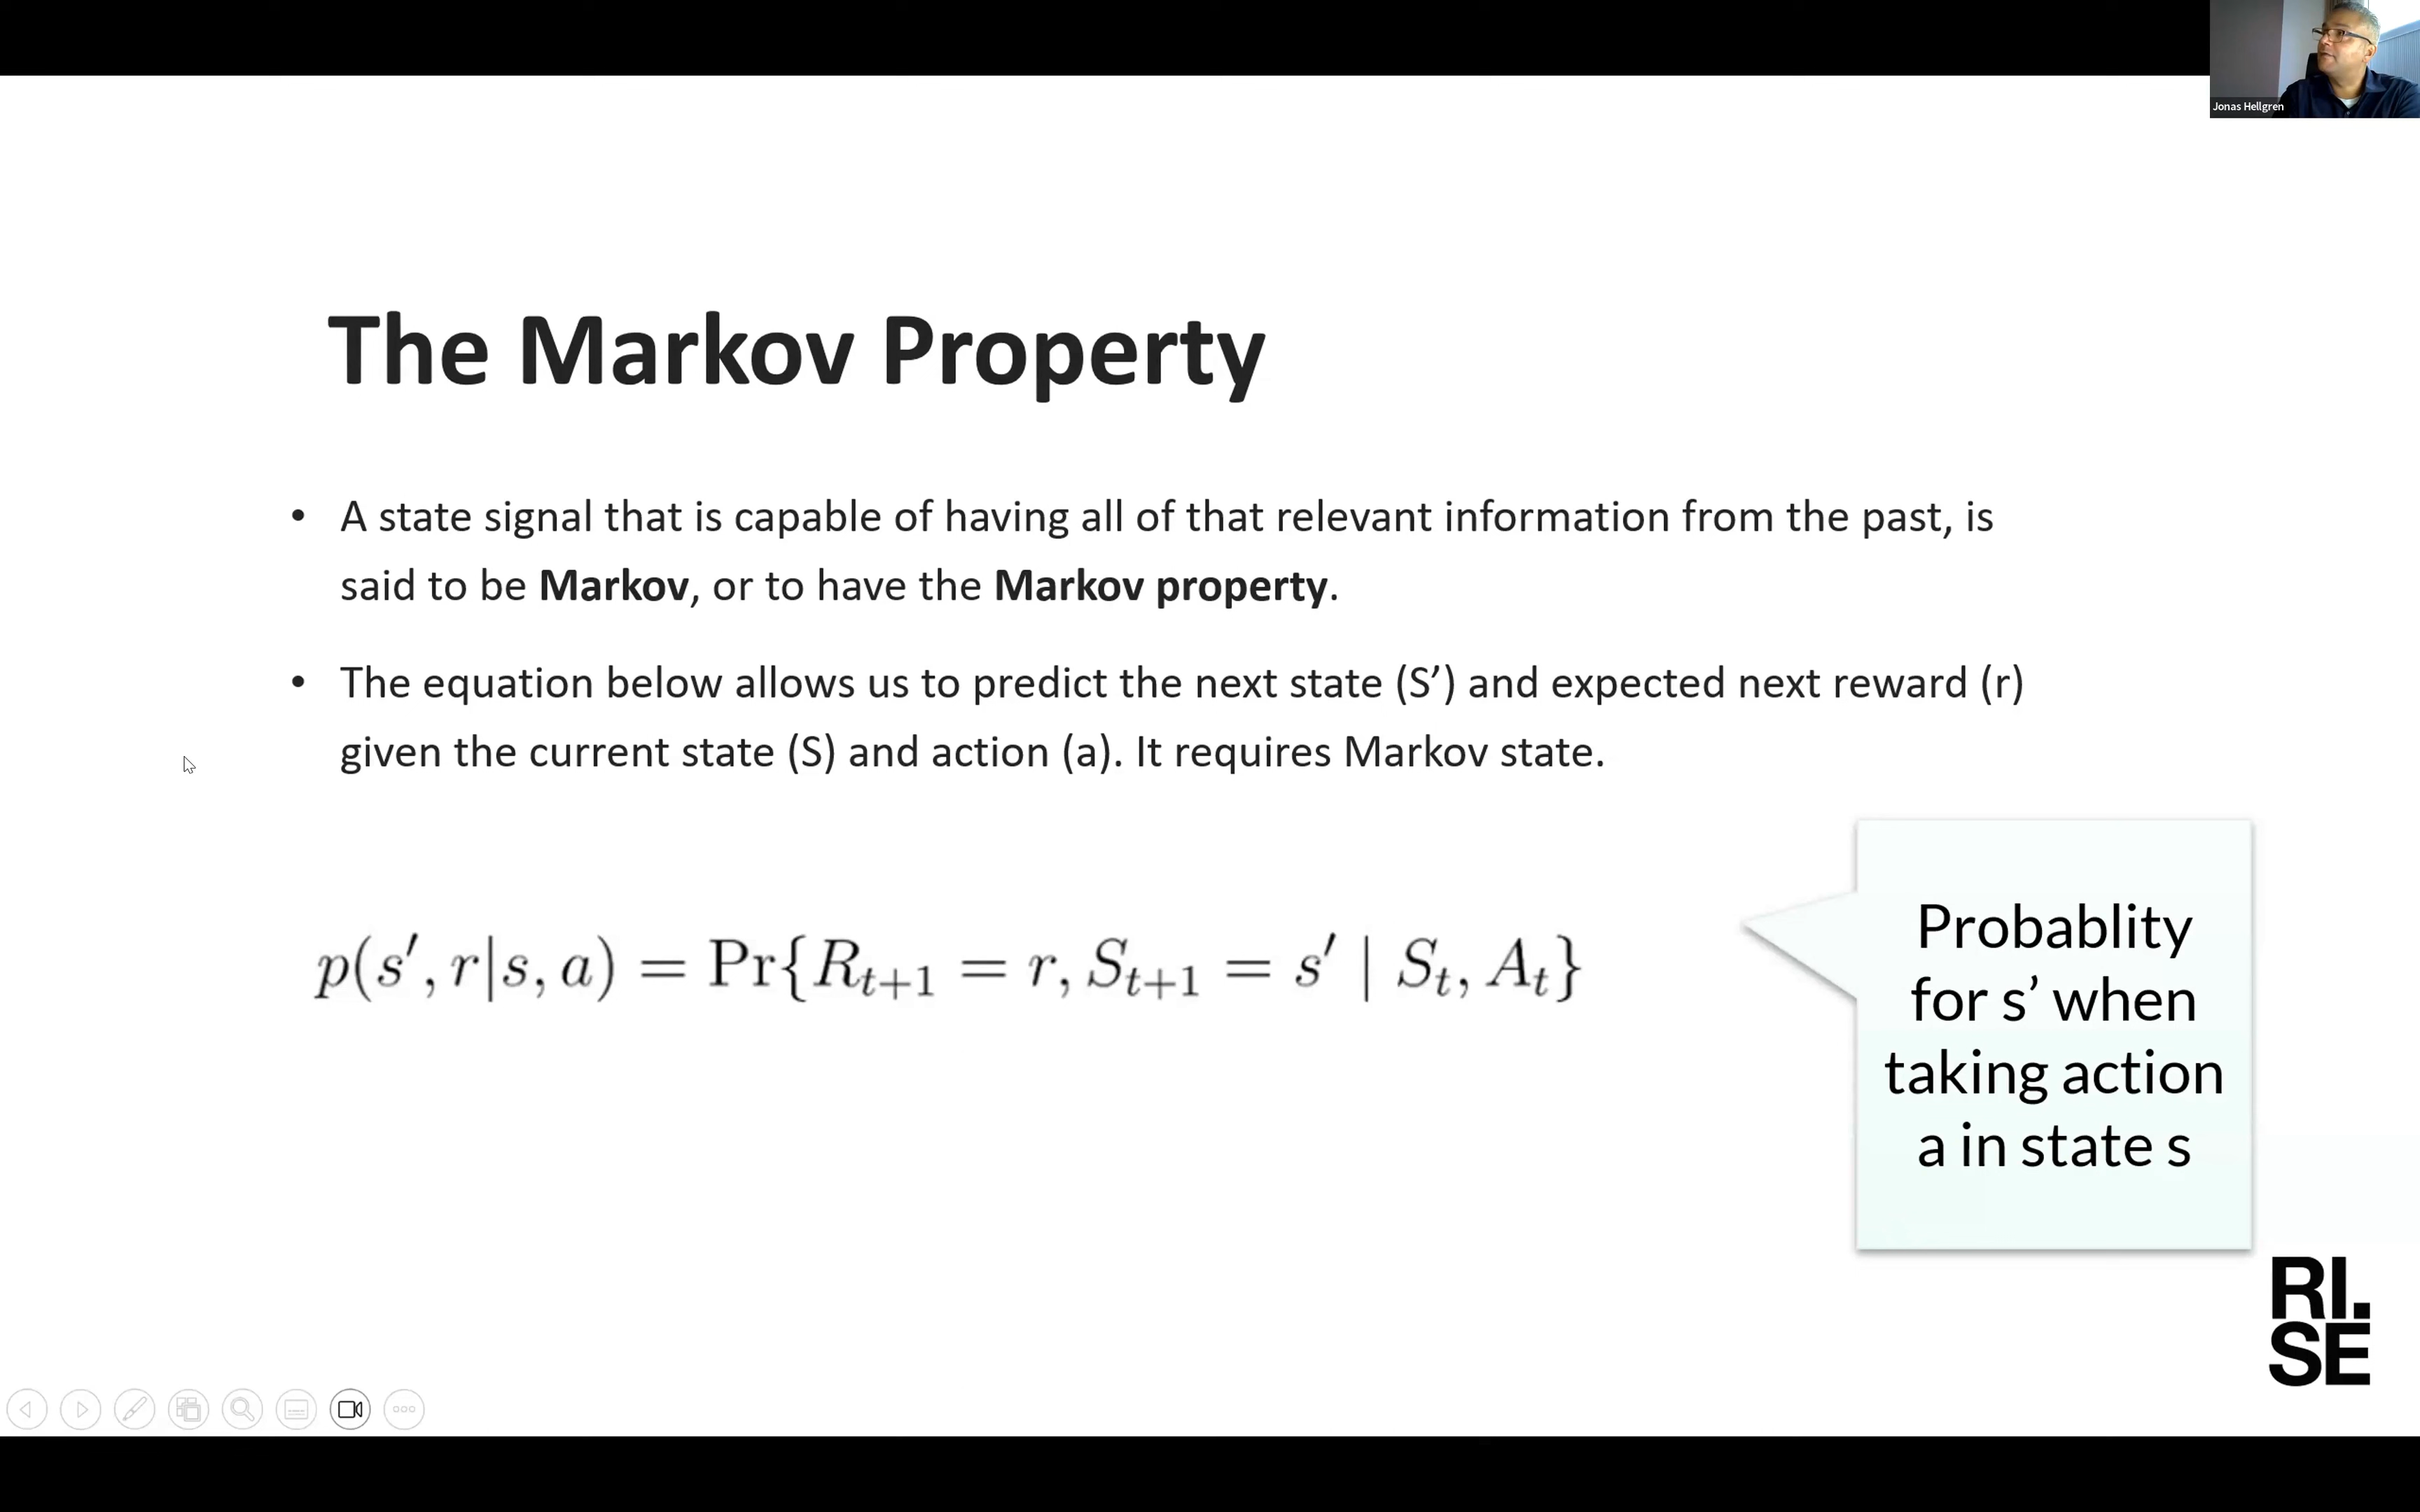 Jonas Hellgren
The Markov Property
• A state signal that is capable of having all of that relevant information from the past, is
said to be Markov, or to have the Markov property.
• The equation below allows us to predict the next state (S’) and expected next reward (r)
given the current state (S) and action (a). It requires Markov state.
p(s′, r|s, a) = Pr{R_{t+1} = r, S_{t+1} = s′ | S_t, A_t}
Probablity
for s’ when
taking action
a in state s
RI.
SE